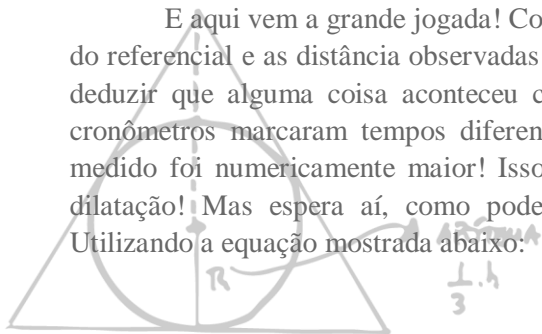 E aqui vem a grande jogada! Co
do referencial e as distância observadas
deduzir que alguma coisa aconteceu c
cronômetros marcaram tempos diferen
medido foi numericamente maior! Isso
dilatação! Mas espera aí, como pode
Utilizando a equação mostrada abaixo:
R
1/3 . h